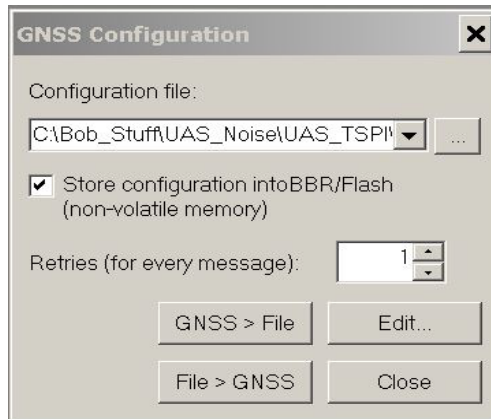 GNSS Configuration
Configuration file:
C:\Bob_Stuff\UAS_Noise\UAS_TSPI\
...
Store configuration intoBBR/Flash
(non-volatile memory)
Retries (for every message): 1
GNSS > File Edit...
File > GNSS Close